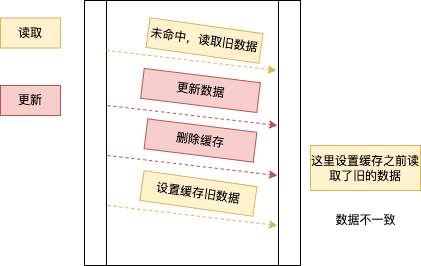 读取
未命中，读取旧数据
更新
更新数据
删除缓存
设置缓存旧数据
这里设置缓存之前读
取了旧的数据
数据不一致